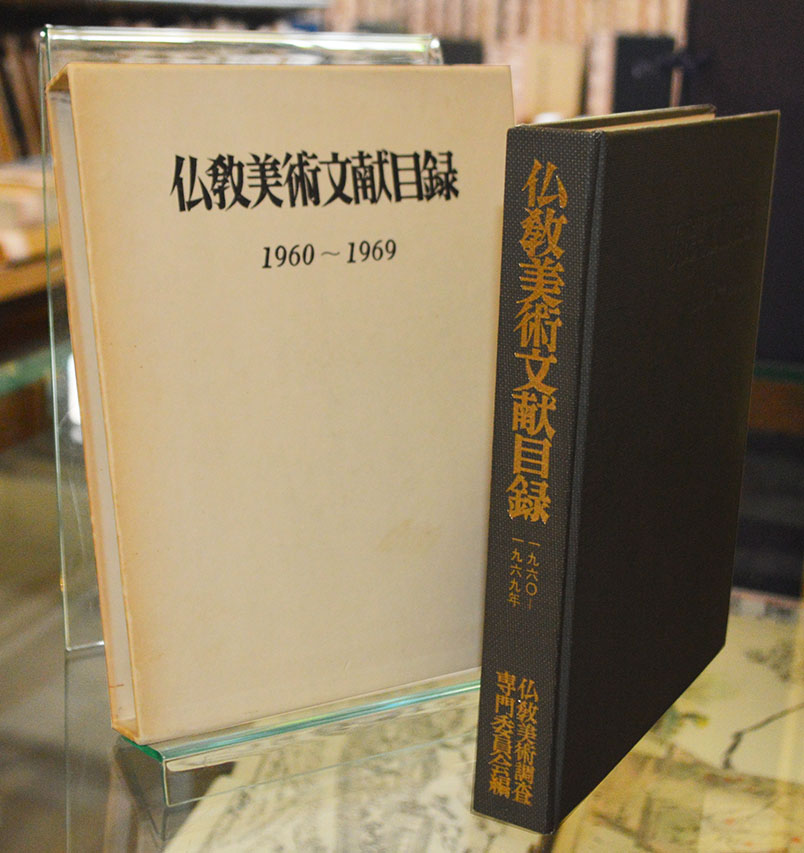 仏教美術文献目録
1960～1969
仏教美術文献目録
一九六〇－
一九六九年
仏教美術調査
専門委員会編